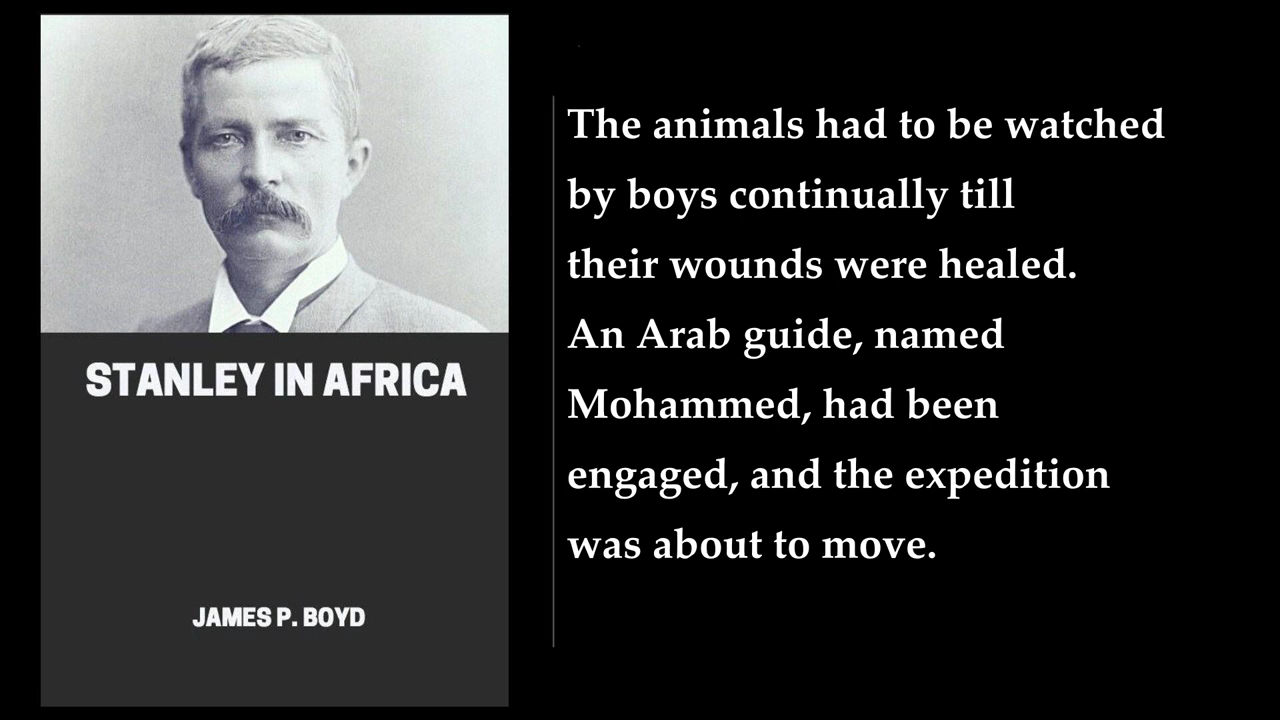 STANLEY IN AFRICA
JAMES P. BOYD
The animals had to be watched
by boys continually till
their wounds were healed.
An Arab guide, named
Mohammed, had been
engaged, and the expedition
was about to move.